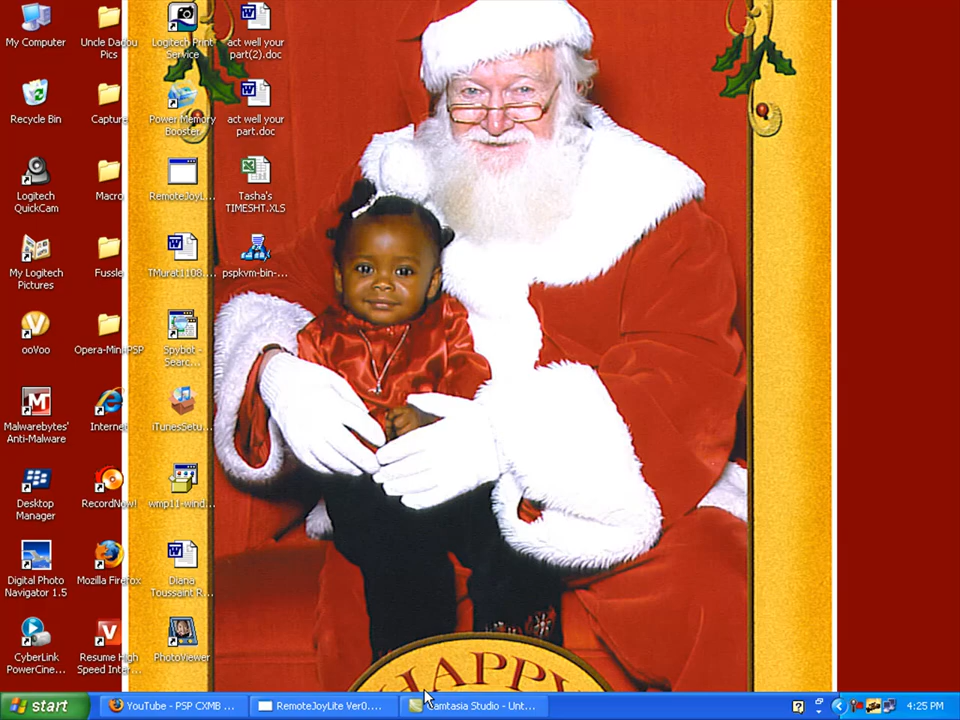 My Computer
Uncle Dadou
Pics
Logitech Print
Service
act well your
part(2).doc
Recycle Bin
Capture
Power Memory
Booster
act well your
part.doc
Logitech
QuickCam
Macro
RemoteJoyL...
Tasha's
TIMESHT.XLS
My Logitech
Pictures
Fussle
TMurat1108....
pspkvm-bin-...
ooVoo
Opera-Mini PSP
Spybot -
Searc...
Malwarebytes'
Anti-Malware
Internet
iTunesSetu...
Desktop
Manager
RecordNow!
wmp11-wind...
Digital Photo
Navigator 1.5
Mozilla Firefox
Diana
Toussaint R...
CyberLink
PowerCine...
Resume High
Speed Inter...
PhotoViewer
HAPPY
start
YouTube - PSP CXMB ...
RemoteJoyLite Ver0....
Camtasia Studio - Unt...
4:25 PM